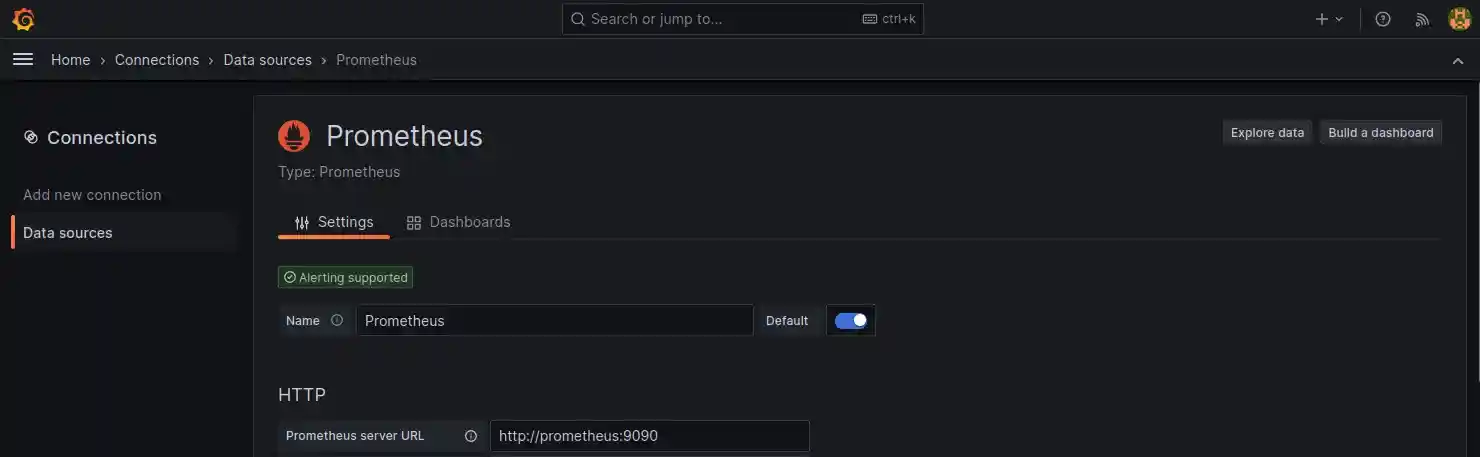 Search or jump to... ctrl+k
Home › Connections › Data sources › Prometheus
Connections
Add new connection
Data sources
Prometheus
Explore data Build a dashboard
Type: Prometheus
Settings Dashboards
Alerting supported
Name Prometheus Default
HTTP
Prometheus server URL http://prometheus:9090